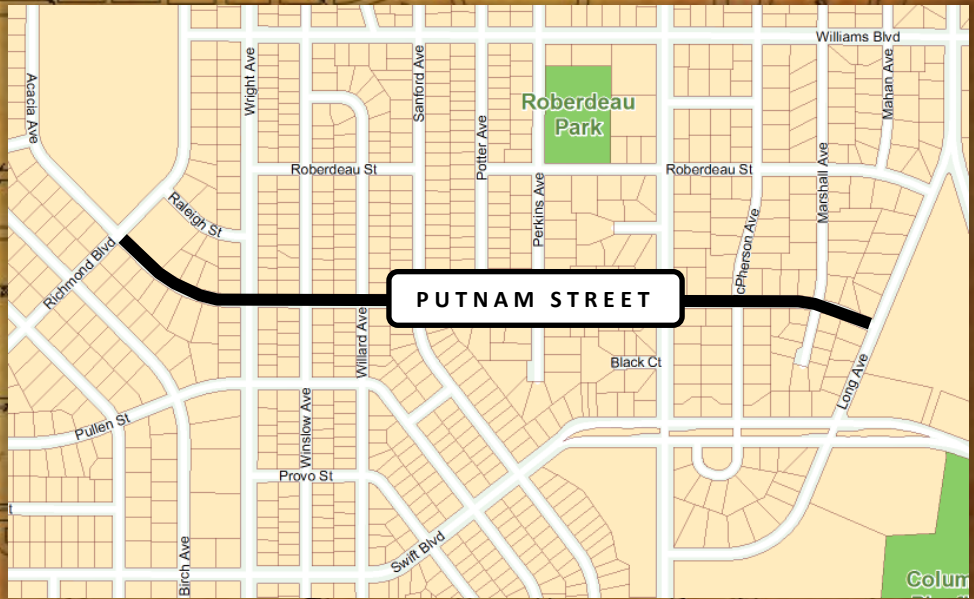 Williams Blvd
Acacia Ave
Wright Ave
Sanford Ave
Mahan Ave
Roberdeau
Park
Potter Ave
Roberdeau St
Roberdeau St
Marshall Ave
Perkins Ave
Raleigh St
cPherson Ave
Richmond Blvd
PUTNAM STREET
Willard Ave
Black Ct
Long Ave
Winslow Ave
Pullen St
Provo St
Swift Blvd
Birch Ave
t
Colum